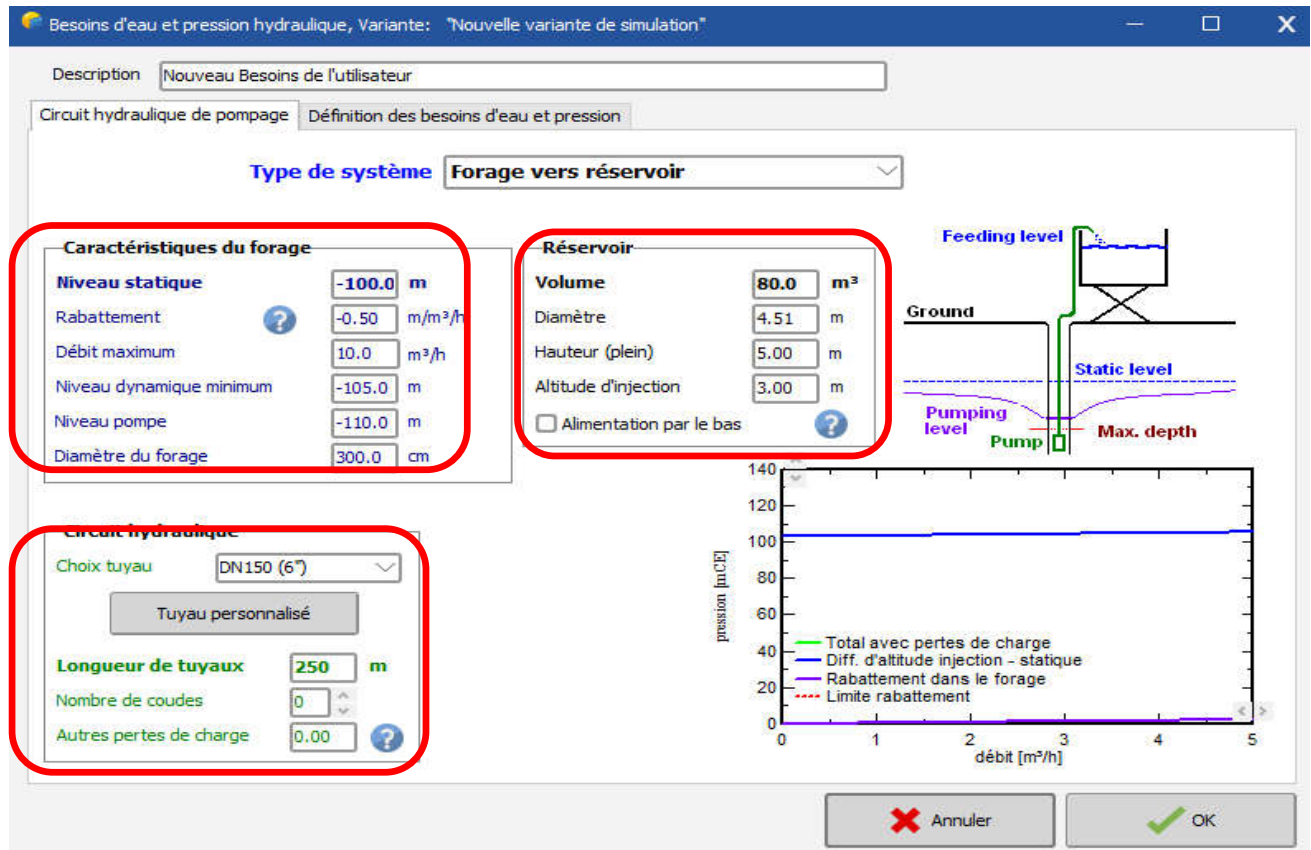 Besoins d'eau et pression hydraulique, Variante: "Nouvelle variante de simulation"
Description Nouveau Besoins de l'utilisateur
Circuit hydraulique de pompage Définition des besoins d'eau et pression
Type de système Forage vers réservoir
Caractéristiques du forage
Niveau statique -100.0 m
Rabattement -0.50 m/m³/h
Débit maximum 10.0 m³/h
Niveau dynamique minimum -105.0 m
Niveau pompe -110.0 m
Diamètre du forage 300.0 cm
Réservoir
Volume 80.0 m³
Diamètre 4.51 m
Hauteur (plein) 5.00 m
Altitude d'injection 3.00 m
Alimentation par le bas
Feeding level
Ground
Static level
Pumping
level
Pump
Max. depth
Circuit hydraulique
Choix tuyau DN150 (6")
Tuyau personnalisé
Longueur de tuyaux 250 m
Nombre de coudes 0
Autres pertes de charge 0.00
pression [mCE]
140
120
100
80
60
40
20
0
Total avec pertes de charge
Diff. d'altitude injection - statique
Rabattement dans le forage
Limite rabattement
0 1 2 3 4 5
débit [m³/h]
Annuler
OK